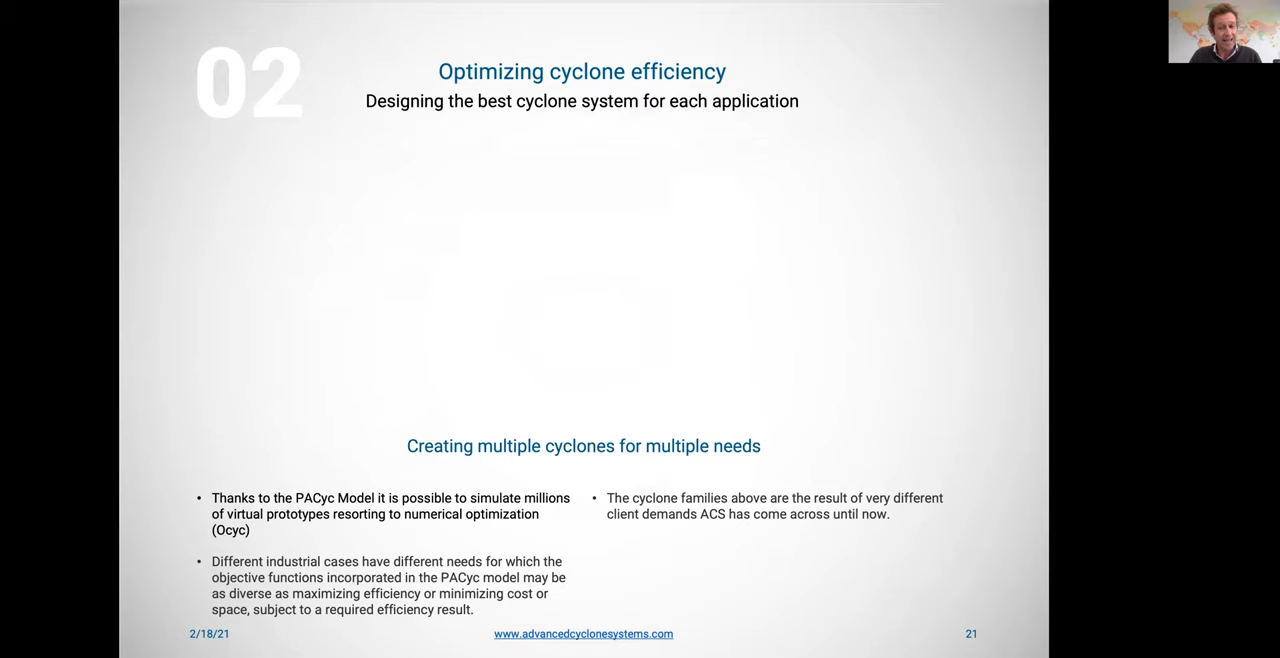 02
Optimizing cyclone efficiency
Designing the best cyclone system for each application
Creating multiple cyclones for multiple needs
• Thanks to the PACyc Model it is possible to simulate millions
of virtual prototypes resorting to numerical optimization
(Ocyc)
• Different industrial cases have different needs for which the
objective functions incorporated in the PACyc model may be
as diverse as maximizing efficiency or minimizing cost or
space, subject to a required efficiency result.
• The cyclone families above are the result of very different
client demands ACS has come across until now.
2/18/21
www.advancedcyclonesystems.com
21